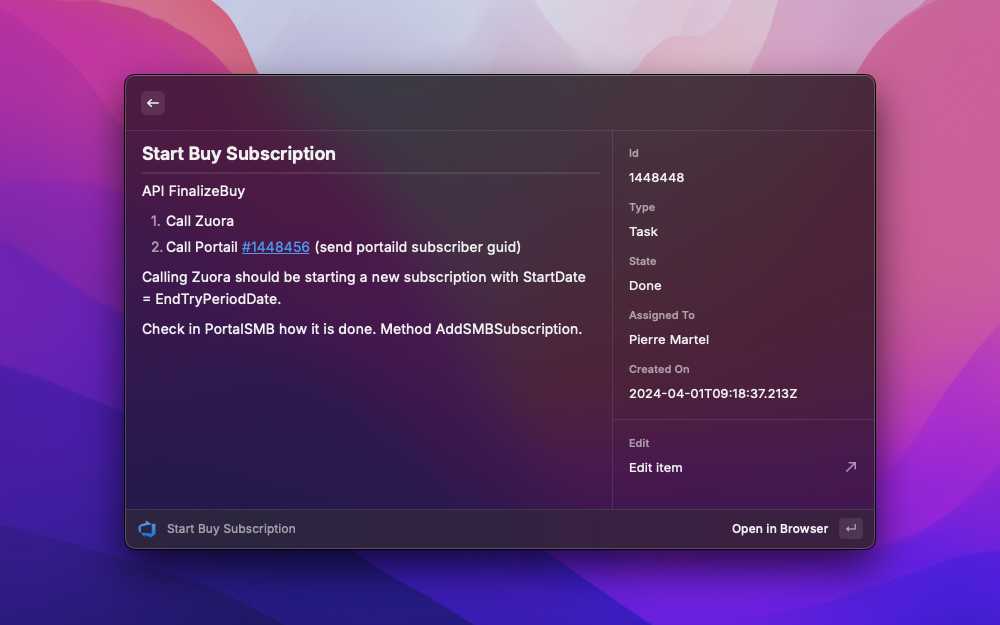 Start Buy Subscription
API FinalizeBuy
1. Call Zuora
2. Call Portail #1448456 (send portaild subscriber guid)
Calling Zuora should be starting a new subscription with StartDate
= EndTryPeriodDate.
Check in PortalSMB how it is done. Method AddSMBSubscription.
Id
1448448
Type
Task
State
Done
Assigned To
Pierre Martel
Created On
2024-04-01T09:18:37.213Z
Edit
Edit item
Start Buy Subscription
Open in Browser